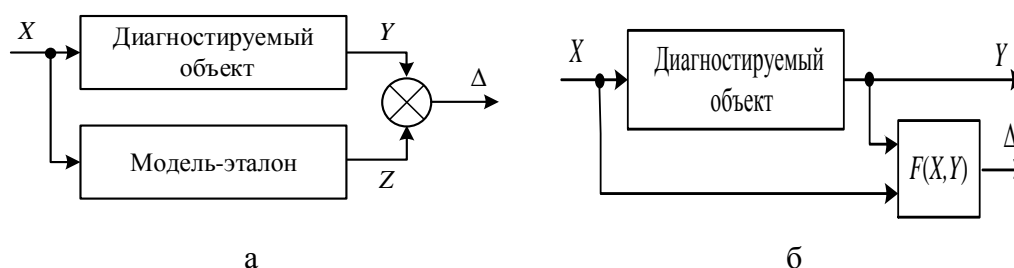 X
Диагностируемый
объект
Y
Δ
Модель-эталон
Z
а
X
Диагностируемый
объект
Y
F(X,Y)
Δ
б